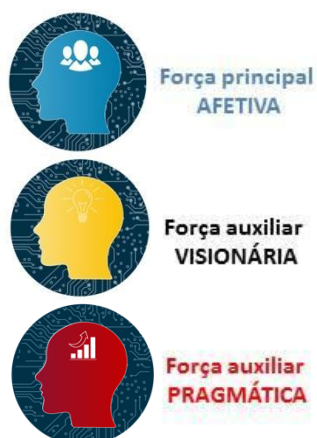 Força principal
AFETIVA
Força auxiliar
VISIONÁRIA
Força auxiliar
PRAGMÁTICA